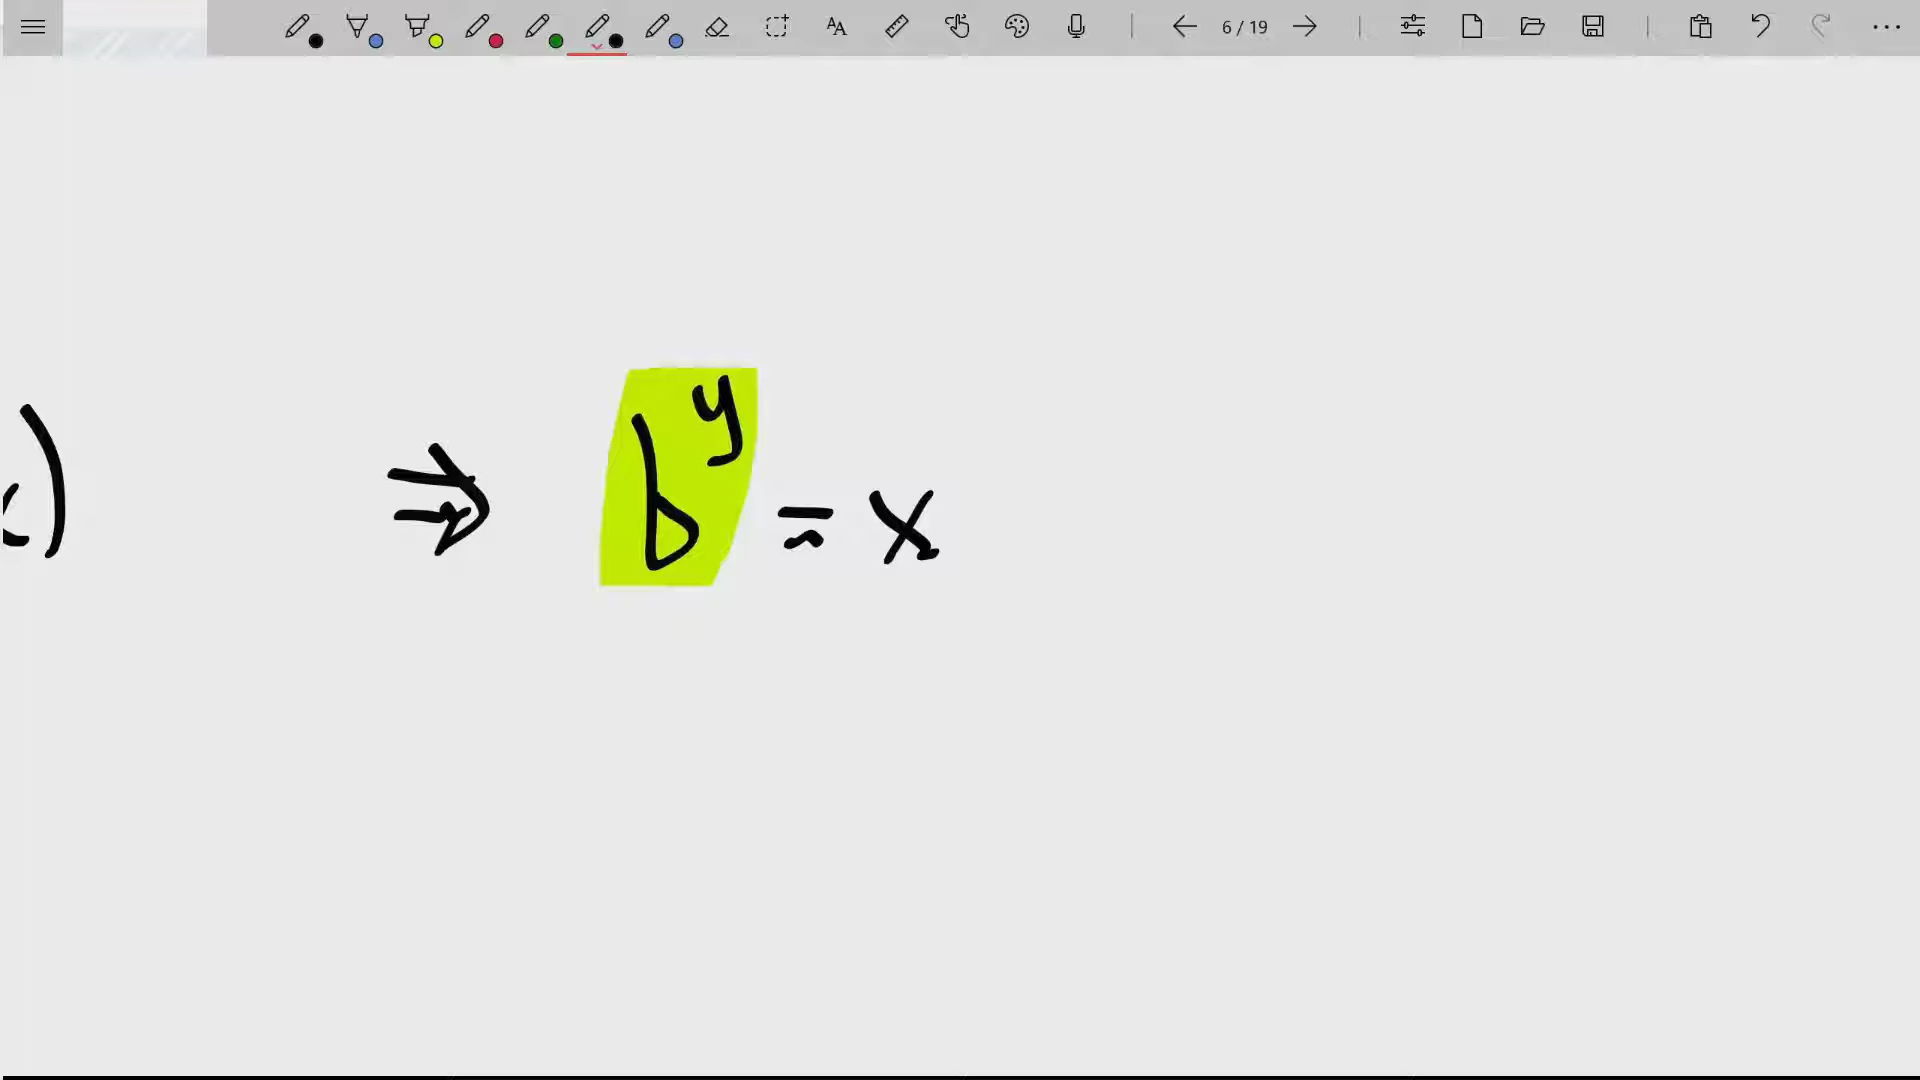 6 / 19
x) ⇒ b^y = x